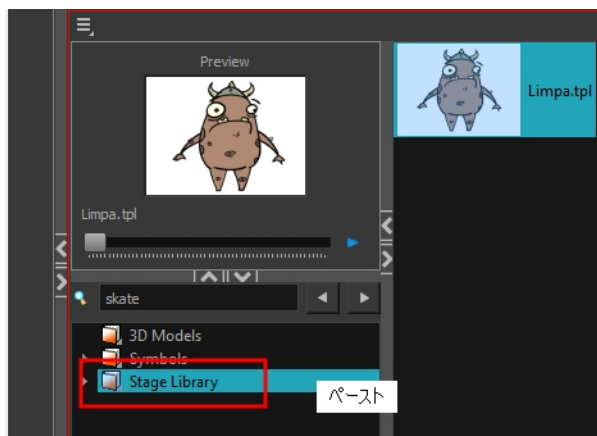 Preview
Limpa.tpl
Limpa.tpl
skate
3D Models
Symbols
Stage Library
ペースト